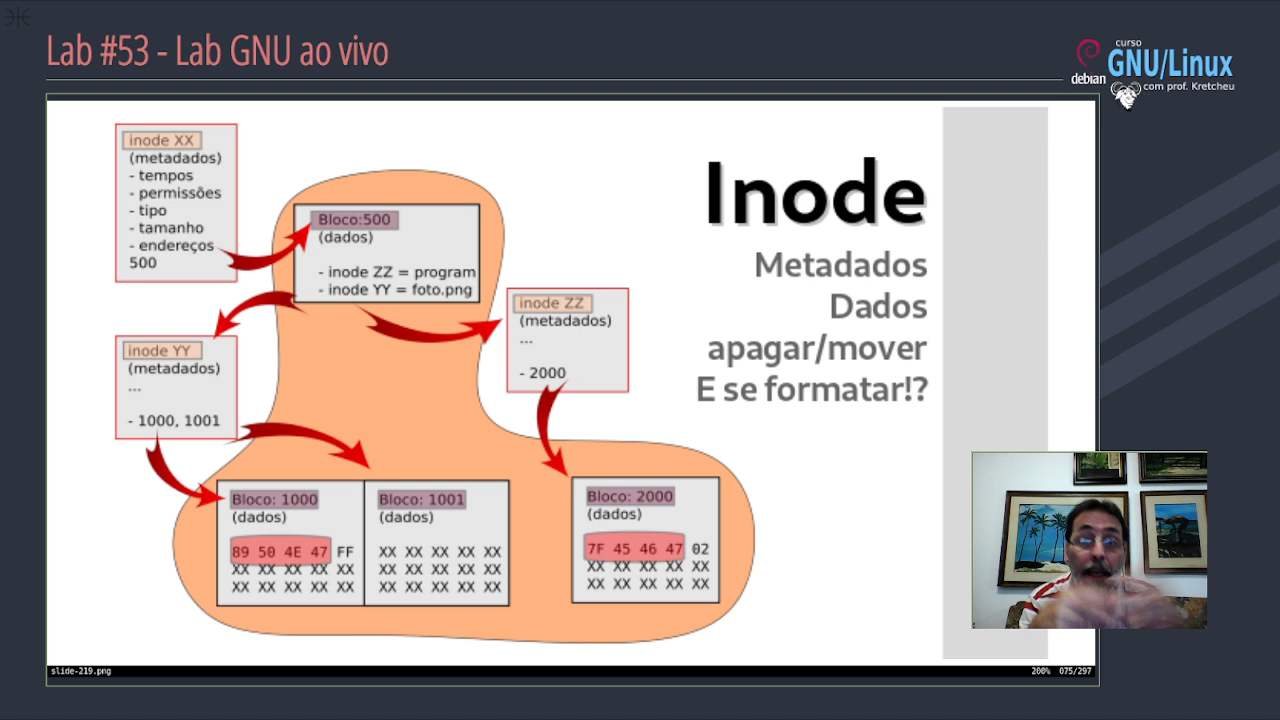 Lab #53 - Lab GNU ao vivo
curso
GNU/Linux
debian
com prof. Kretcheu
inode XX
(metadados)
- tempos
- permissões
- tipo
- tamanho
- endereços
500
Bloco:500
(dados)
- inode ZZ = program
- inode YY = foto.png
inode YY
(metadados)
...
- 1000, 1001
inode ZZ
(metadados)
...
- 2000
Inode
Metadados
Dados
apagar/mover
E se formatar!?
Bloco: 1000
(dados)
89 50 4E 47 FF
XX XX XX XX XX
XX XX XX XX XX
Bloco: 1001
(dados)
XX XX XX XX XX
XX XX XX XX XX
XX XX XX XX XX
Bloco: 2000
(dados)
7F 45 46 47 02
XX XX XX XX XX
XX XX XX XX XX
slide-219.png
200% 075/297